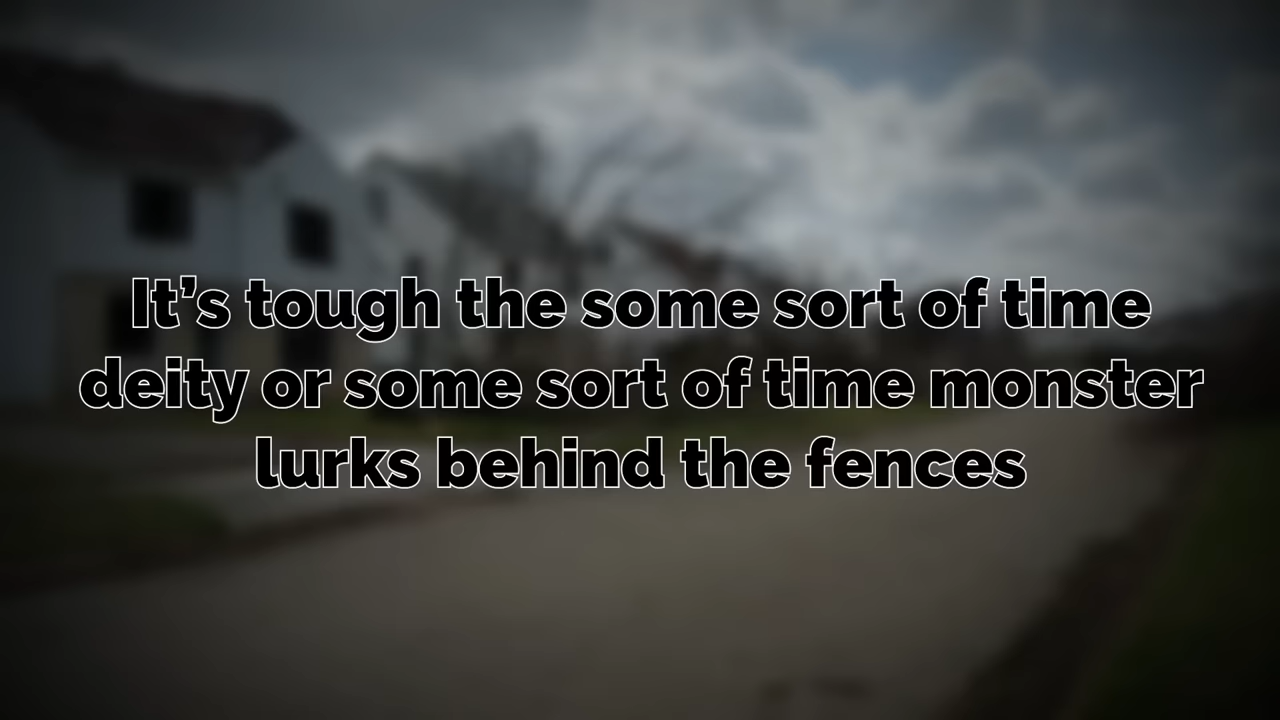 It’s tough the some sort of time
deity or some sort of time monster
lurks behind the fences